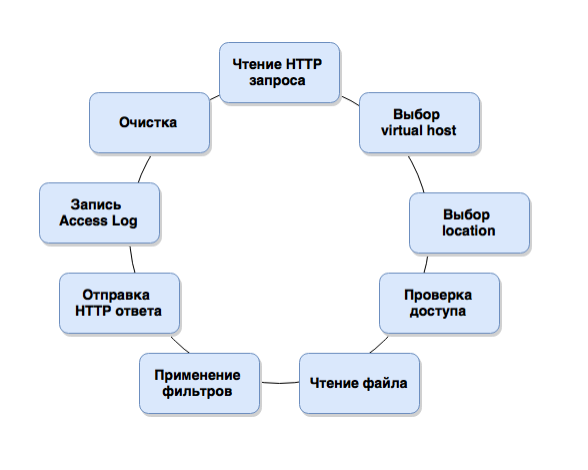 Чтение HTTP
запроса
Выбор
virtual host
Выбор
location
Проверка
доступа
Чтение файла
Применение
фильтров
Отправка
HTTP ответа
Запись
Access Log
Очистка